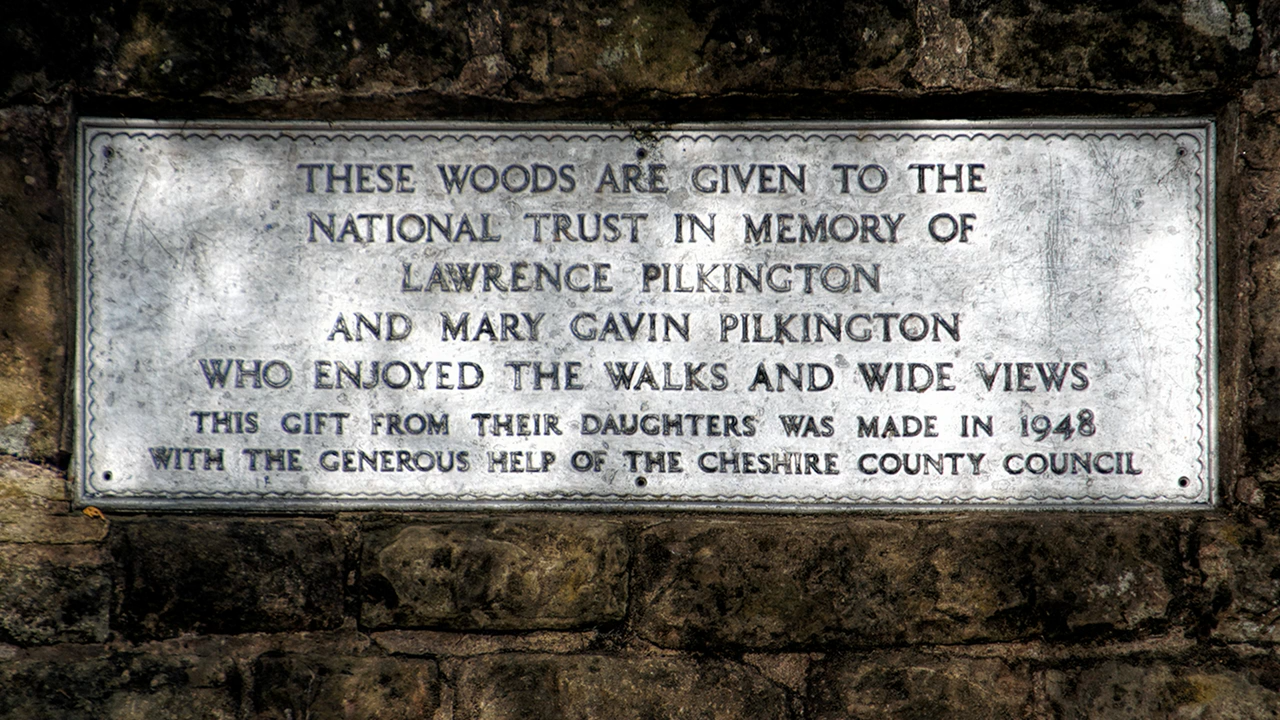 THESE WOODS ARE GIVEN TO THE
NATIONAL TRUST IN MEMORY OF
LAWRENCE PILKINGTON
AND MARY GAVIN PILKINGTON
WHO ENJOYED THE WALKS AND WIDE VIEWS
THIS GIFT FROM THEIR DAUGHTERS WAS MADE IN 1948
WITH THE GENEROUS HELP OF THE CHESHIRE COUNTY COUNCIL